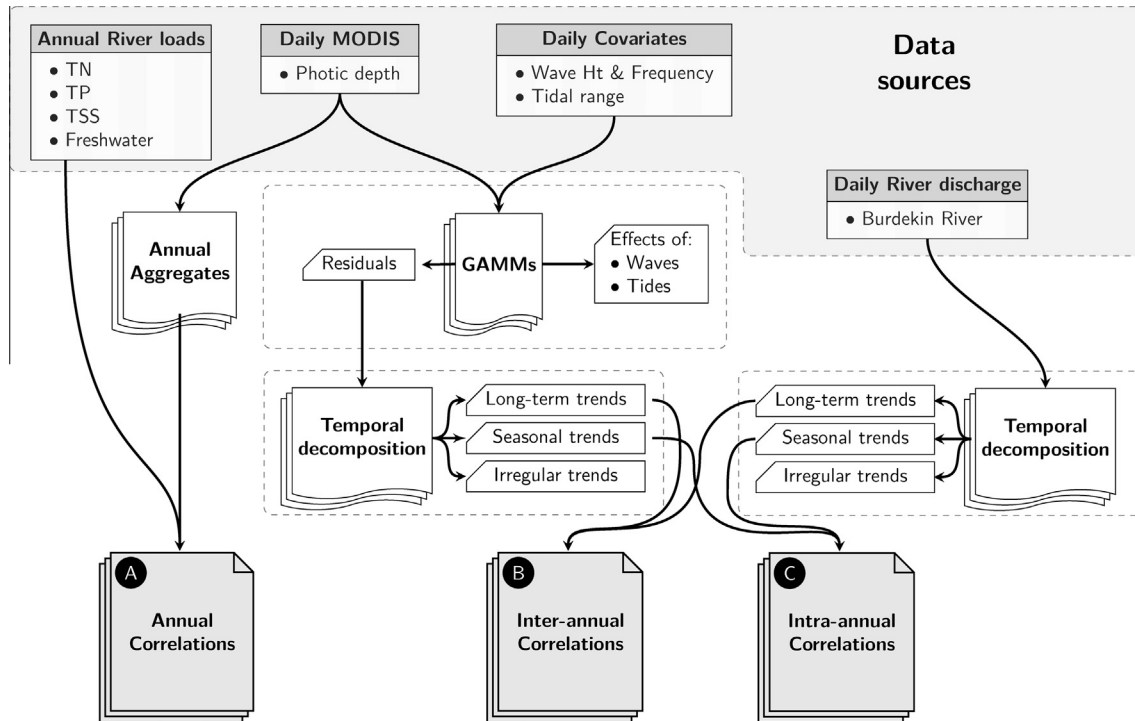 Annual River loads
• TN
• TP
• TSS
• Freshwater
Daily MODIS
• Photic depth
Daily Covariates
• Wave Ht & Frequency
• Tidal range
Data
sources
Daily River discharge
• Burdekin River
Annual
Aggregates
Residuals
GAMMs
Effects of:
• Waves
• Tides
Temporal
decomposition
Long-term trends
Seasonal trends
Irregular trends
Long-term trends
Seasonal trends
Irregular trends
Temporal
decomposition
A
Annual
Correlations
B
Inter-annual
Correlations
C
Intra-annual
Correlations